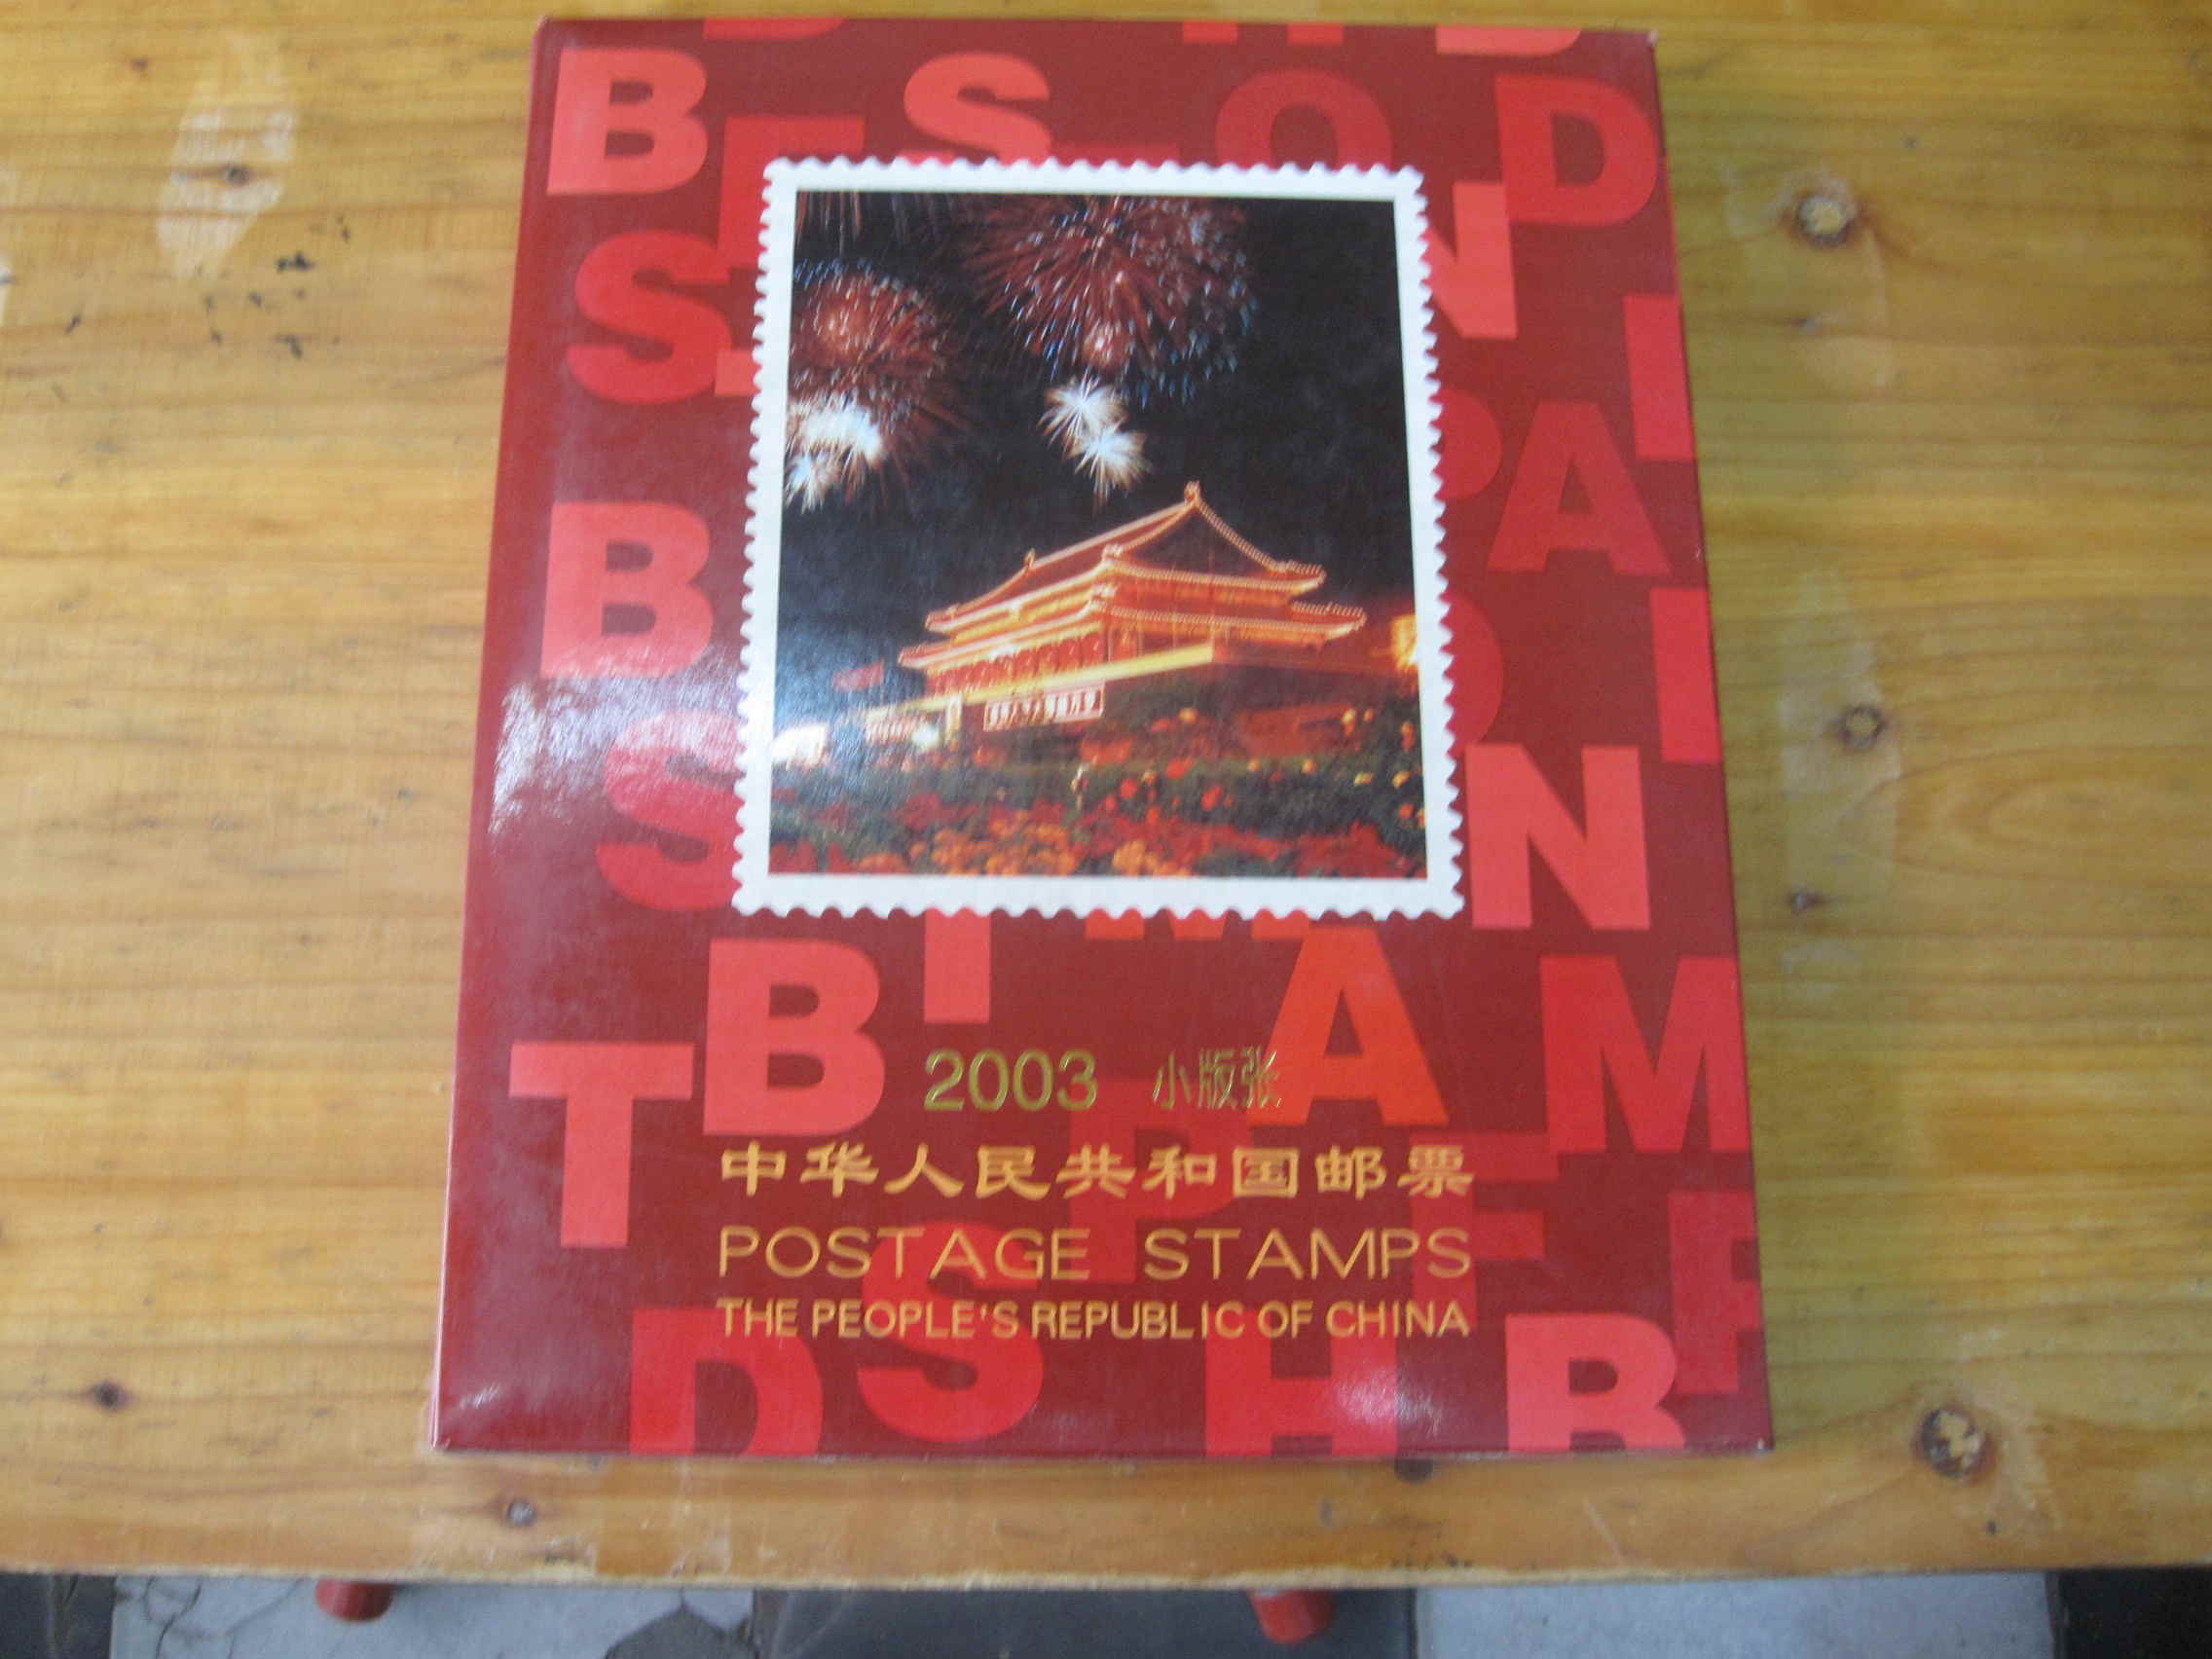 B S O D
E
S N I
PA
B
D I
S N
T M
B A M
T
2003 小版张
中华人民共和国邮票
POSTAGE STAMPS
THE PEOPLE'S REPUBLIC OF CHINA
D S H B